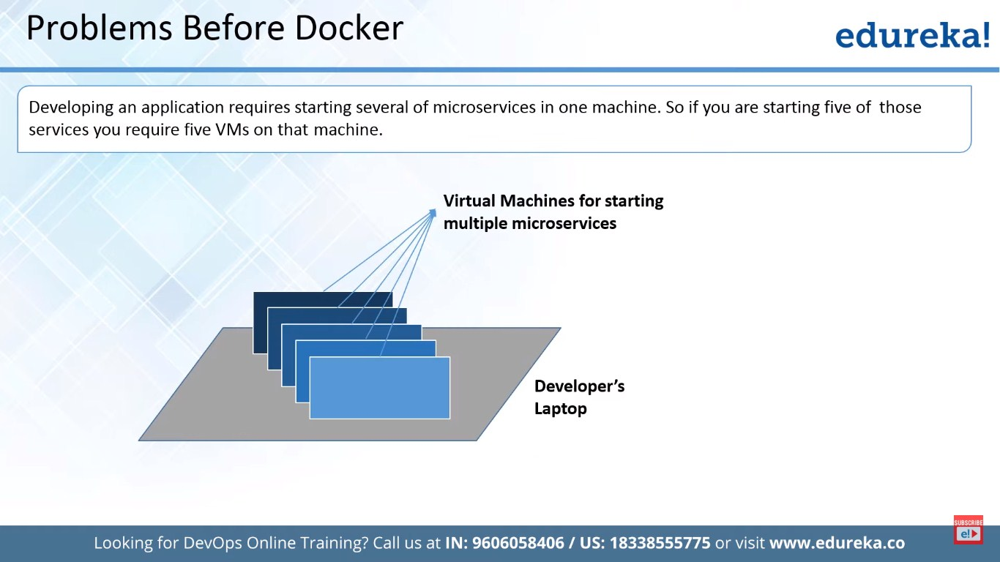 Problems Before Docker
edureka!
Developing an application requires starting several of microservices in one machine. So if you are starting five of those
services you require five VMs on that machine.
Virtual Machines for starting
multiple microservices
Developer’s
Laptop
SUBSCRIBE
e!
Looking for DevOps Online Training? Call us at IN: 9606058406 / US: 18338555775 or visit www.edureka.co